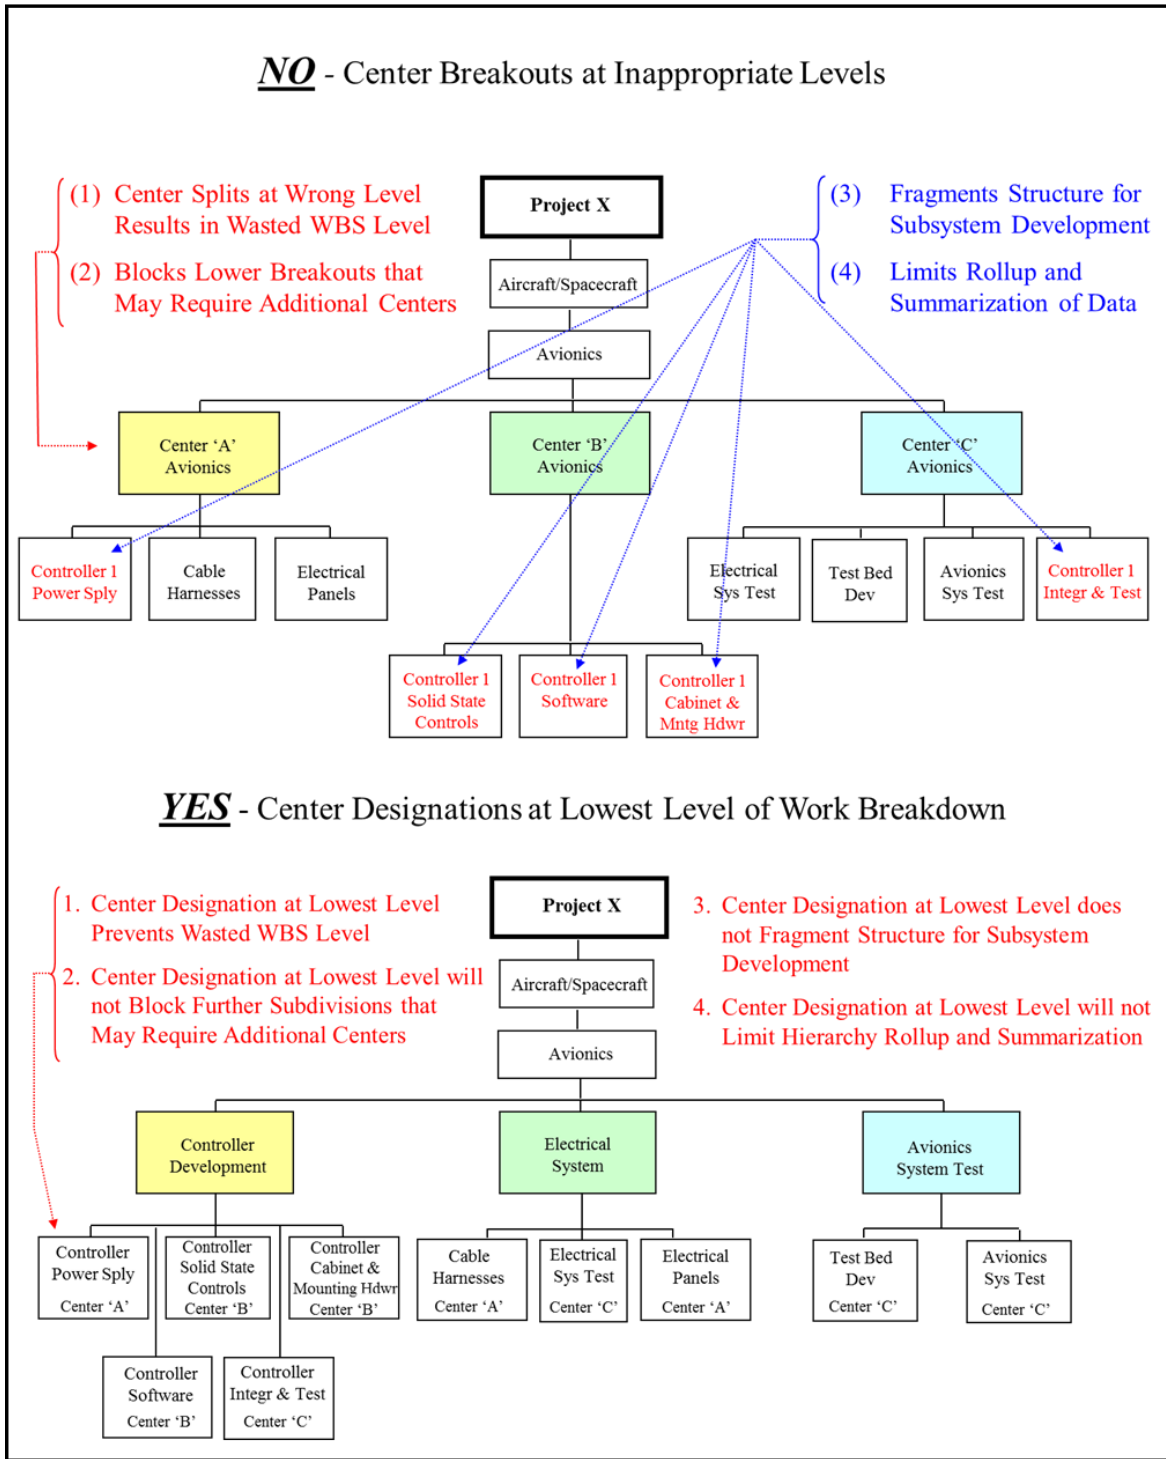 NO - Center Breakouts at Inappropriate Levels
(1) Center Splits at Wrong Level
Results in Wasted WBS Level
(2) Blocks Lower Breakouts that
May Require Additional Centers
Project X
(3) Fragments Structure for
Subsystem Development
(4) Limits Rollup and
Summarization of Data
Aircraft/Spacecraft
Avionics
Center ‘A’
Avionics
Center ‘B’
Avionics
Center ‘C’
Avionics
Controller 1
Power Sply
Cable
Harnesses
Electrical
Panels
Electrical
Sys Test
Test Bed
Dev
Avionics
Sys Test
Controller 1
Integr & Test
Controller 1
Solid State
Controls
Controller 1
Software
Controller 1
Cabinet &
Mntg Hdwr
YES - Center Designations at Lowest Level of Work Breakdown
1. Center Designation at Lowest Level
Prevents Wasted WBS Level
2. Center Designation at Lowest Level will
not Block Further Subdivisions that
May Require Additional Centers
Project X
3. Center Designation at Lowest Level does
not Fragment Structure for Subsystem
Development
4. Center Designation at Lowest Level will not
Limit Hierarchy Rollup and Summarization
Aircraft/Spacecraft
Avionics
Controller
Development
Electrical
System
Avionics
System Test
Controller
Power Sply
Center ‘A’
Controller
Solid State
Controls
Center ‘B’
Controller
Cabinet &
Mounting Hdwr
Center ‘B’
Cable
Harnesses
Center ‘A’
Electrical
Sys Test
Center ‘C’
Electrical
Panels
Center ‘A’
Test Bed
Dev
Center ‘C’
Avionics
Sys Test
Center ‘C’
Controller
Software
Center ‘B’
Controller
Integr & Test
Center ‘C’